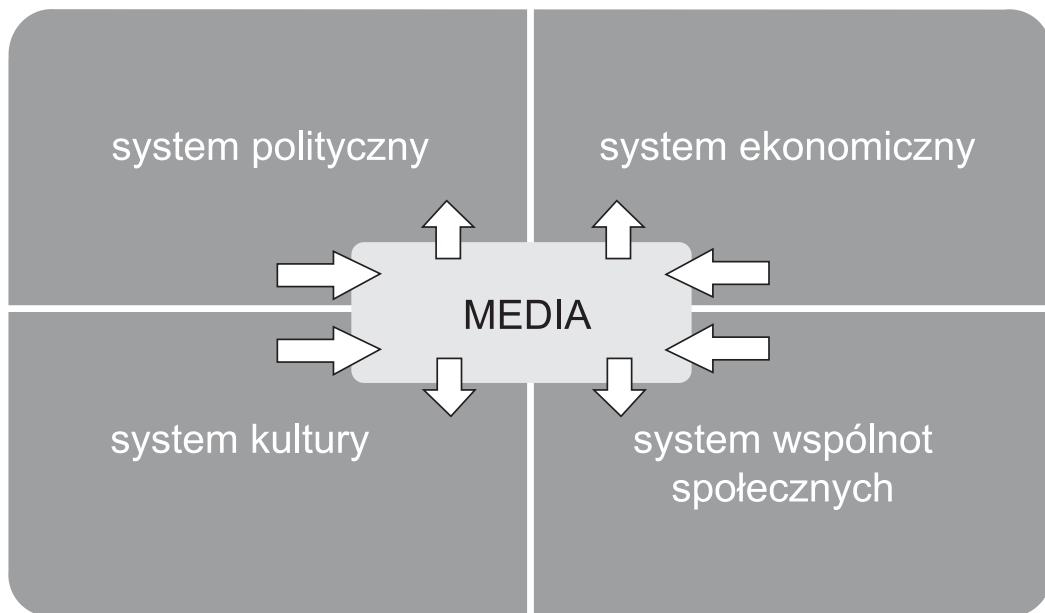 system polityczny
system ekonomiczny
MEDIA
system kultury
system wspólnot
społecznych